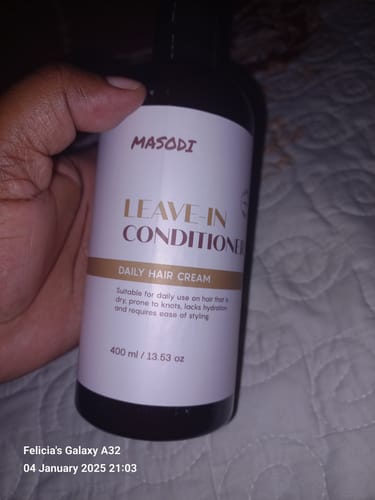 MASODI
LEAVE-IN
CONDITIONER
DAILY HAIR CREAM
Suitable for daily use on hair that is
dry, prone to knots, lacks hydration
and requires ease of styling
400 ml / 13.53 oz
Felicia's Galaxy A32
04 January 2025 21:03